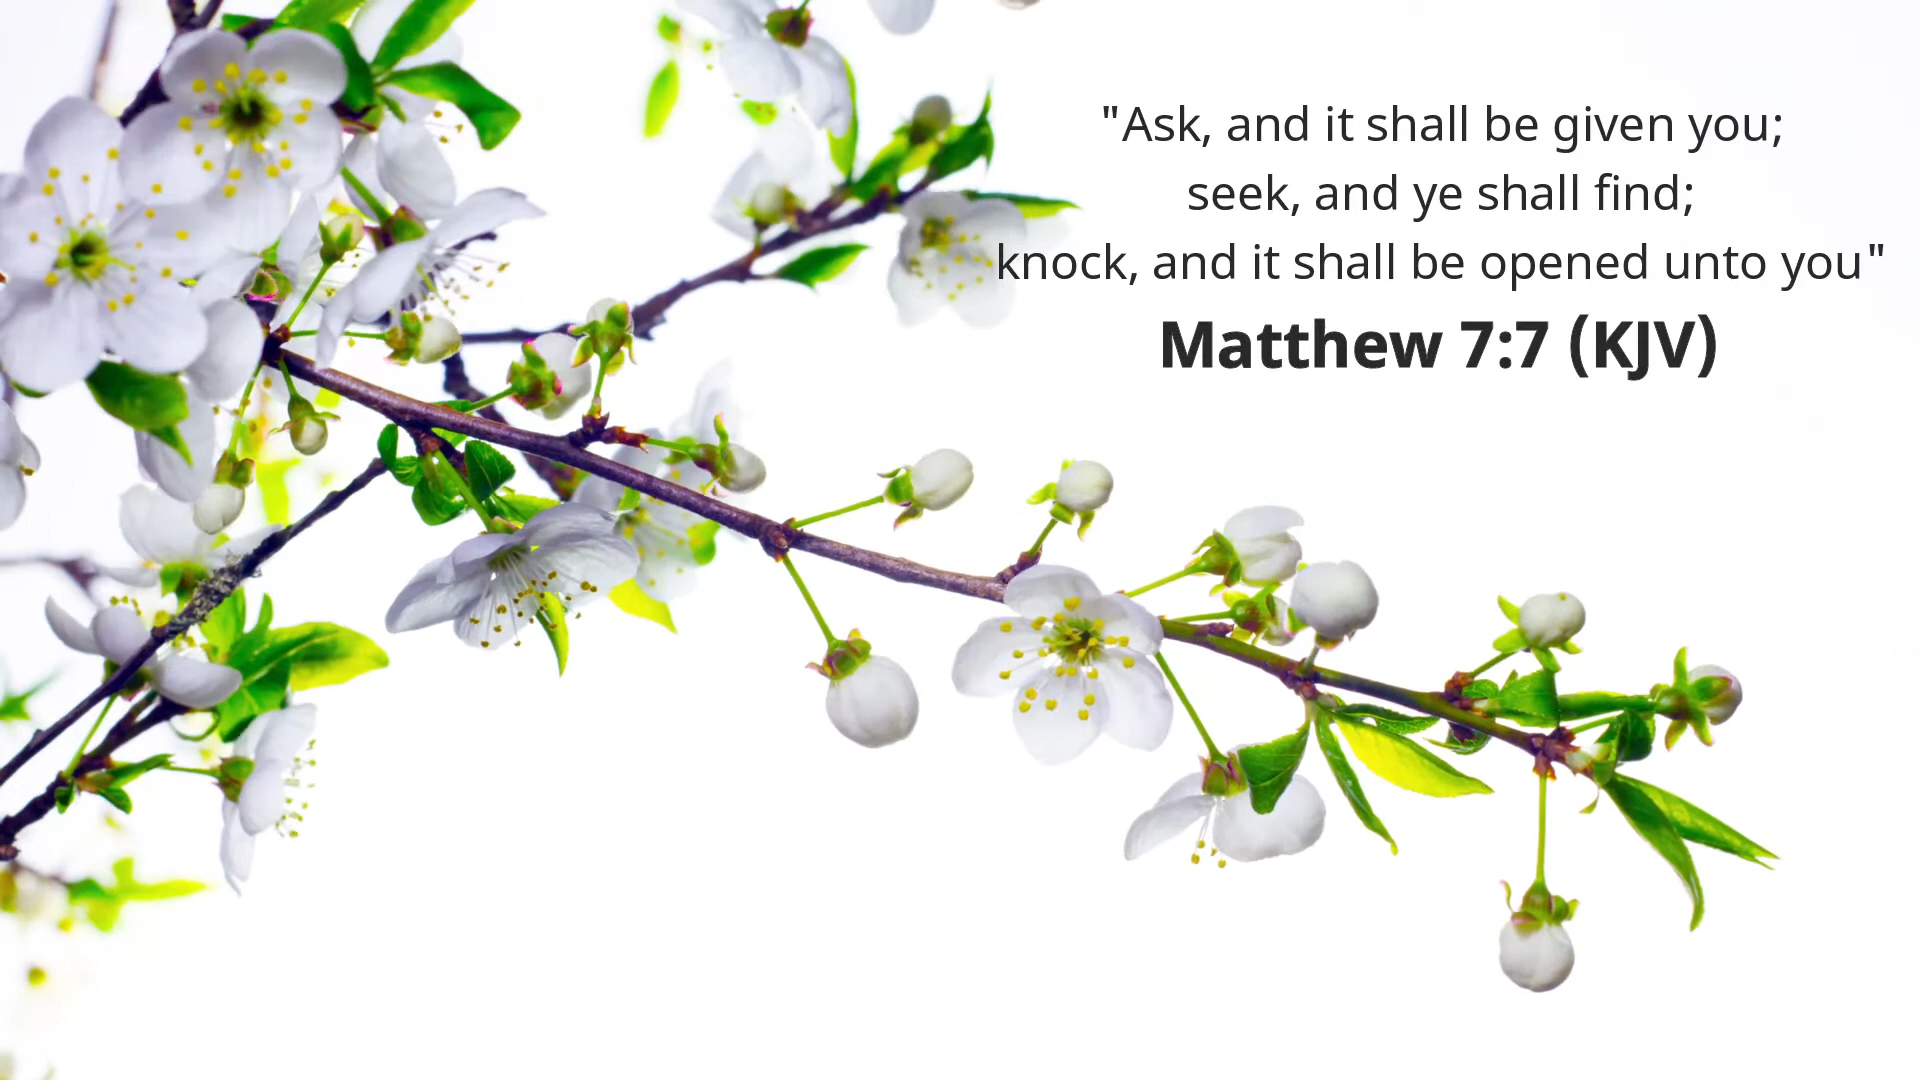 "Ask, and it shall be given you;
seek, and ye shall find;
knock, and it shall be opened unto you"
Matthew 7:7 (KJV)